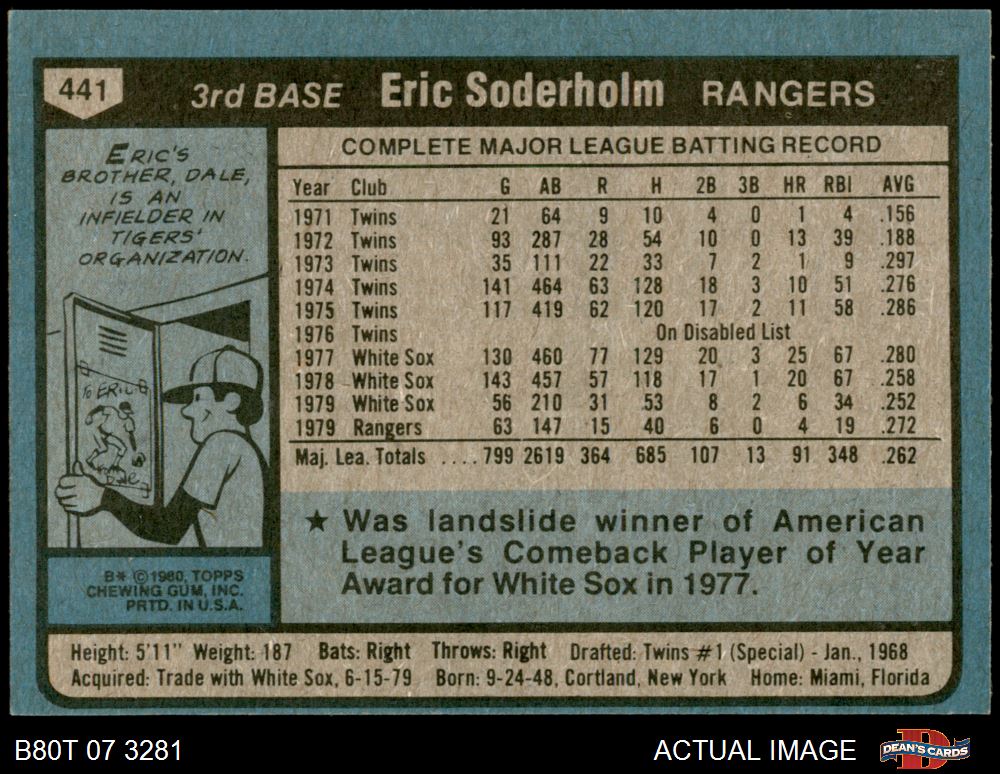 441 3rd BASE Eric Soderholm RANGERS
ERIC'S
BROTHER, DALE,
IS AN
INFIELDER IN
TIGERS'
ORGANIZATION.
TO ERIC
Dale
B* © 1980, TOPPS
CHEWING GUM, INC.
PRTD. IN U.S.A.
COMPLETE MAJOR LEAGUE BATTING RECORD
Year Club G AB R H 2B 3B HR RBI AVG
1971 Twins 21 64 9 10 4 0 1 4 .156
1972 Twins 93 287 28 54 10 0 13 39 .188
1973 Twins 35 111 22 33 7 2 1 9 .297
1974 Twins 141 464 63 128 18 3 10 51 .276
1975 Twins 117 419 62 120 17 2 11 58 .286
1976 Twins On Disabled List
1977 White Sox 130 460 77 129 20 3 25 67 .280
1978 White Sox 143 457 57 118 17 1 20 67 .258
1979 White Sox 56 210 31 53 8 2 6 34 .252
1979 Rangers 63 147 15 40 6 0 4 19 .272
Maj. Lea. Totals ....799 2619 364 685 107 13 91 348 .262
★ Was landslide winner of American
League's Comeback Player of Year
Award for White Sox in 1977.
Height: 5'11" Weight: 187 Bats: Right Throws: Right Drafted: Twins #1 (Special) - Jan., 1968
Acquired: Trade with White Sox, 6-15-79 Born: 9-24-48, Cortland, New York Home: Miami, Florida
B80T 07 3281 ACTUAL IMAGE DEAN'S CARDS